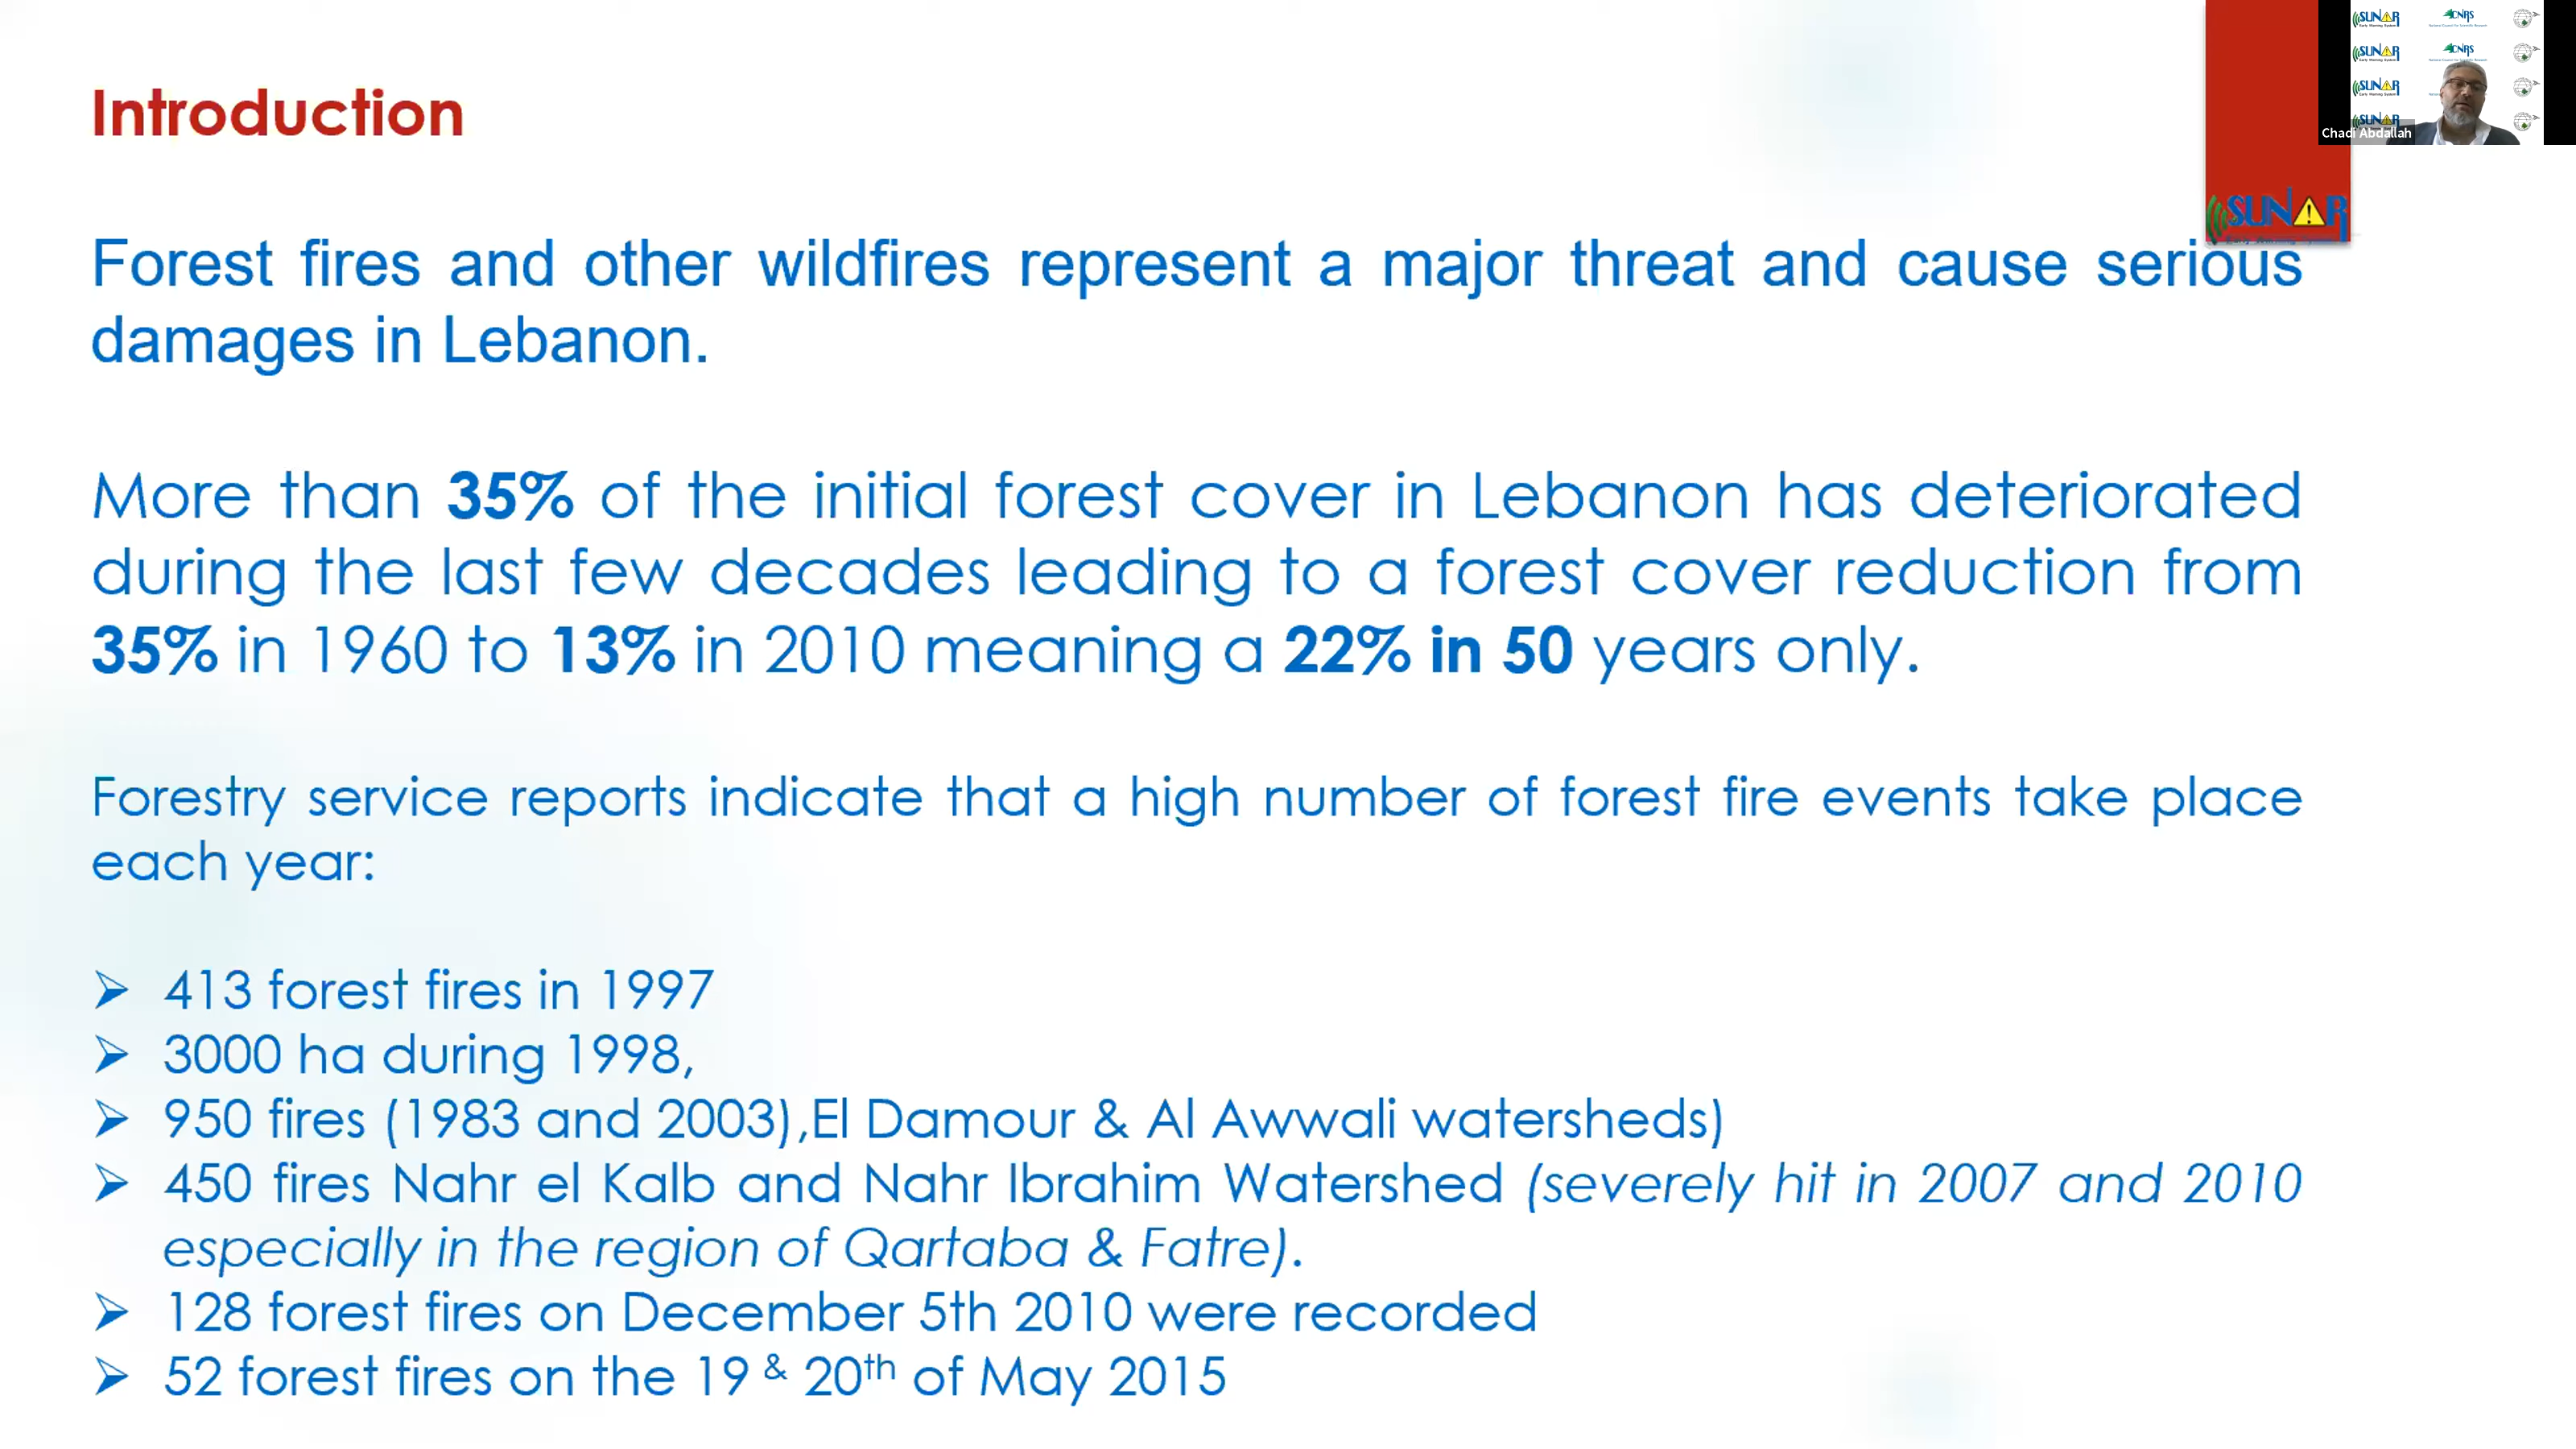 Introduction
SUNAR
CNRS
SUNAR
CNRS
SUNAR
SUNAR
Chadi Abdallah
SUNAR
Forest fires and other wildfires represent a major threat and cause serious
damages in Lebanon.
More than 35% of the initial forest cover in Lebanon has deteriorated
during the last few decades leading to a forest cover reduction from
35% in 1960 to 13% in 2010 meaning a 22% in 50 years only.
Forestry service reports indicate that a high number of forest fire events take place
each year:
➢ 413 forest fires in 1997
➢ 3000 ha during 1998,
➢ 950 fires (1983 and 2003),El Damour & Al Awwali watersheds)
➢ 450 fires Nahr el Kalb and Nahr Ibrahim Watershed (severely hit in 2007 and 2010
especially in the region of Qartaba & Fatre).
➢ 128 forest fires on December 5th 2010 were recorded
➢ 52 forest fires on the 19 & 20th of May 2015